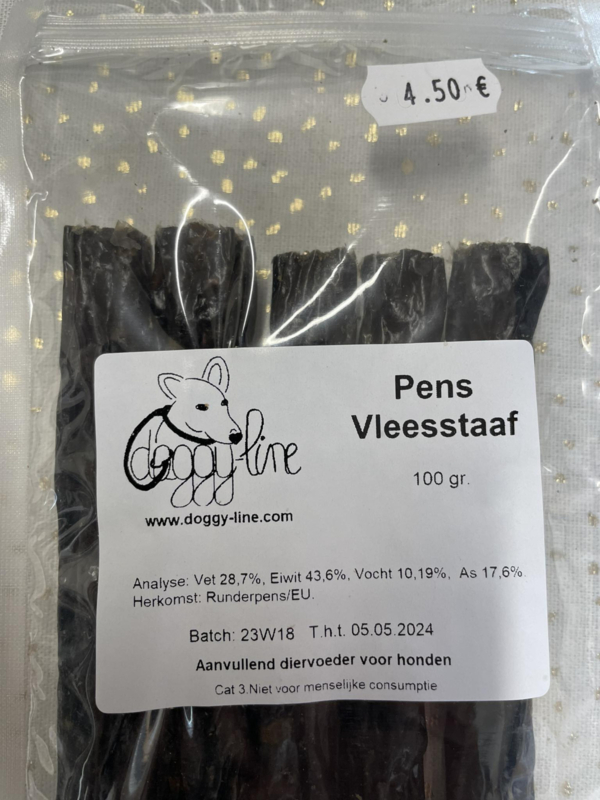 4.50 €
Pens
Vleesstaaf
100 gr.
doggy-line
www.doggy-line.com
Analyse: Vet 28,7%, Eiwit 43,6%, Vocht 10,19%, As 17,6%.
Herkomst: Runderpens/EU.
Batch: 23W18 T.h.t. 05.05.2024
Aanvullend diervoeder voor honden
Cat 3.Niet voor menselijke consumptie